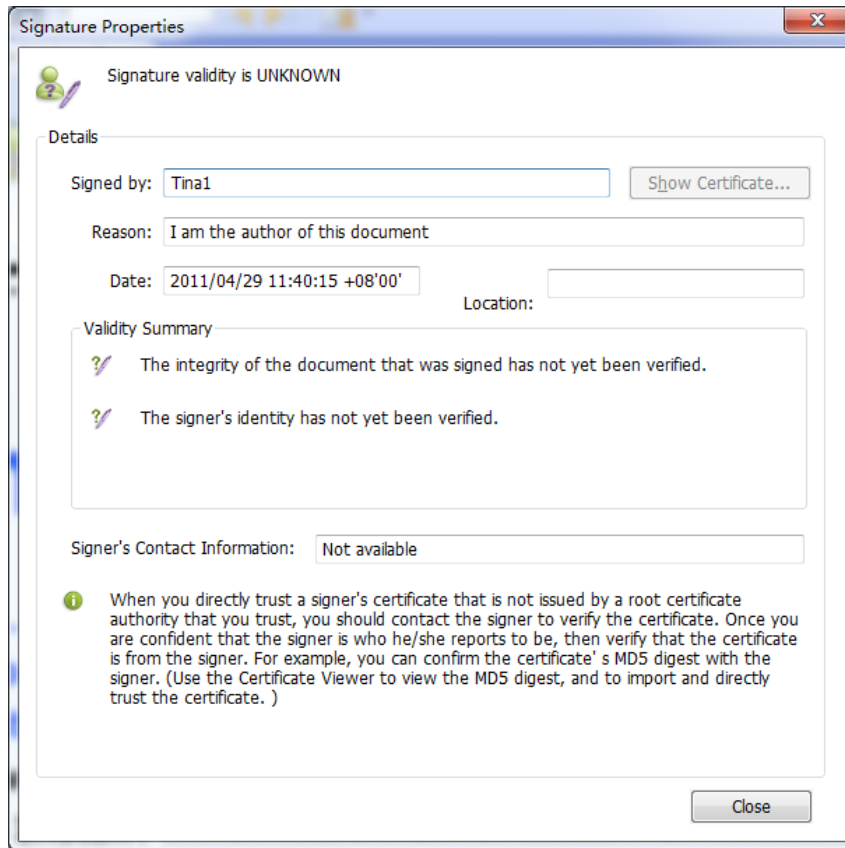 Signature Properties
Signature validity is UNKNOWN
Details
Signed by: Tina1 Show Certificate...
Reason: I am the author of this document
Date: 2011/04/29 11:40:15 +08'00'
Location:
Validity Summary
The integrity of the document that was signed has not yet been verified.
The signer's identity has not yet been verified.
Signer's Contact Information: Not available
When you directly trust a signer's certificate that is not issued by a root certificate
authority that you trust, you should contact the signer to verify the certificate. Once you
are confident that the signer is who he/she reports to be, then verify that the certificate
is from the signer. For example, you can confirm the certificate' s MD5 digest with the
signer. (Use the Certificate Viewer to view the MD5 digest, and to import and directly
trust the certificate. )
Close